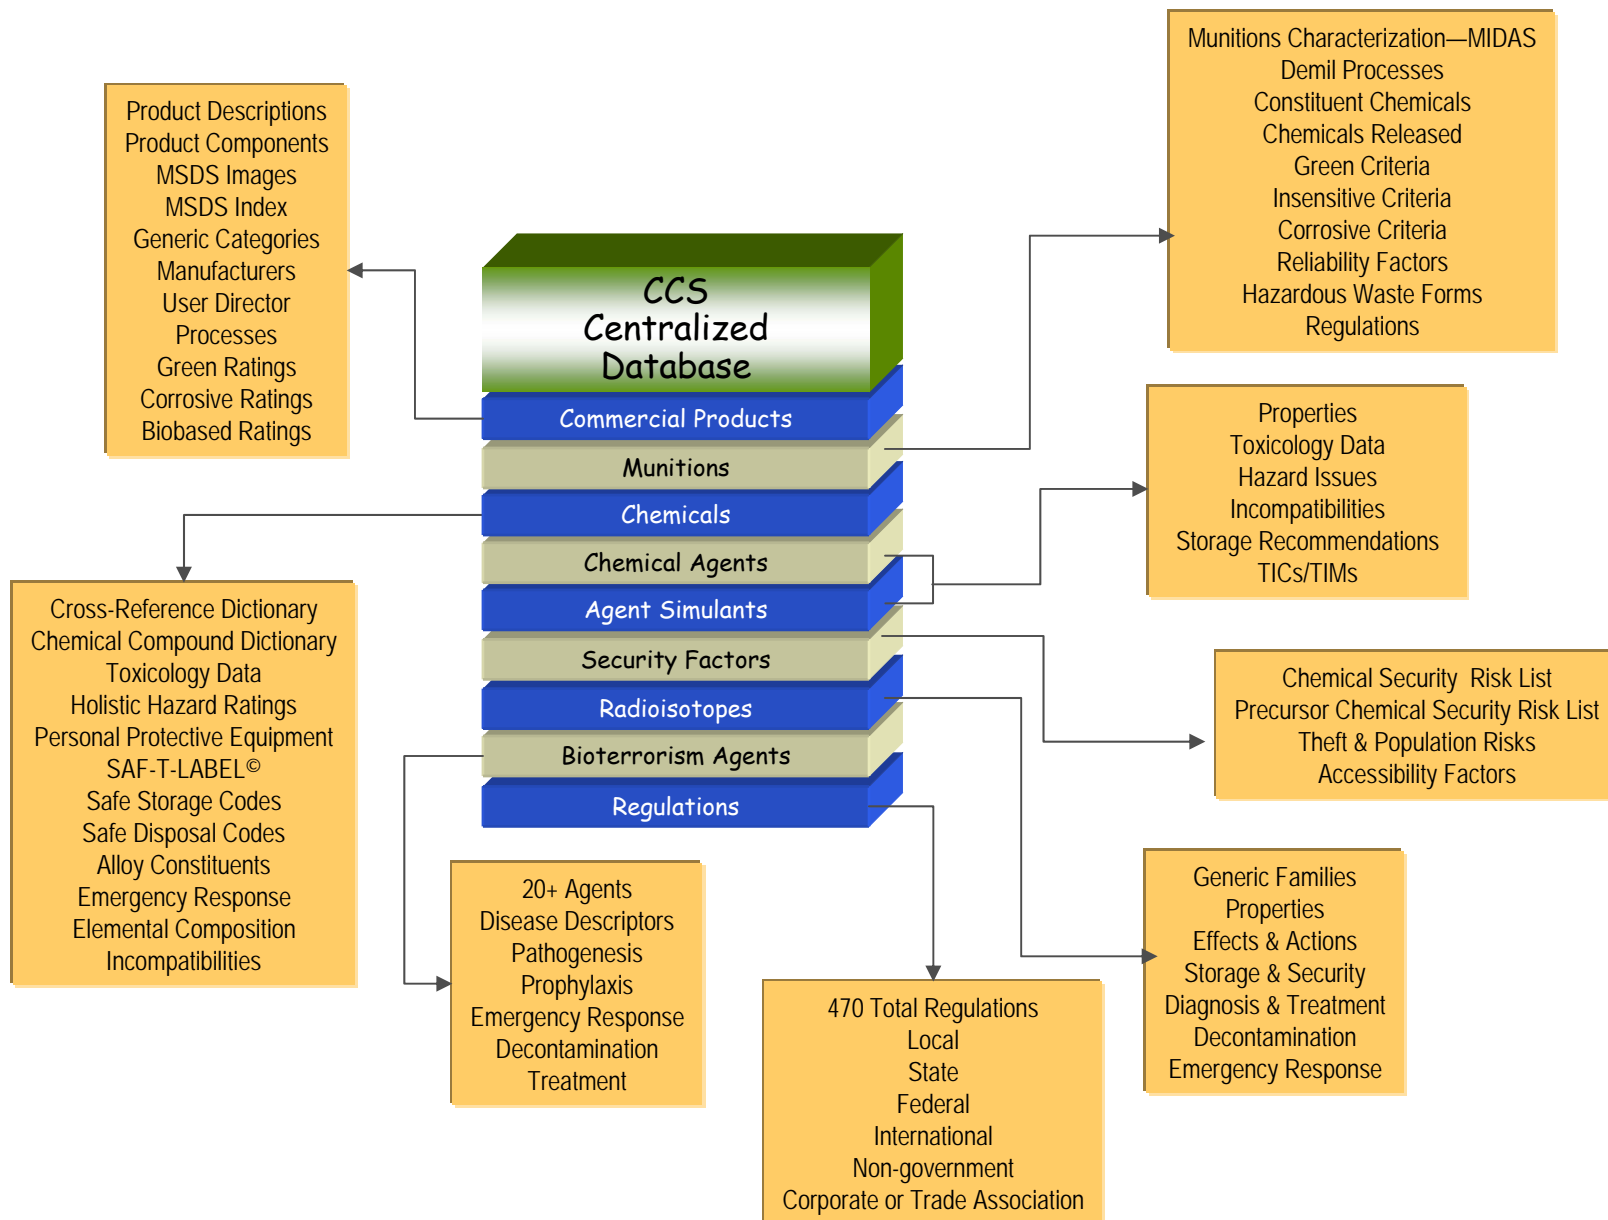 Munitions Characterization—MIDAS
Demil Processes
Constituent Chemicals
Chemicals Released
Green Criteria
Insensitive Criteria
Corrosive Criteria
Reliability Factors
Hazardous Waste Forms
Regulations
Product Descriptions
Product Components
MSDS Images
MSDS Index
Generic Categories
Manufacturers
User Director
Processes
Green Ratings
Corrosive Ratings
Biobased Ratings
CCS
Centralized
Database
Commercial Products
Munitions
Chemicals
Chemical Agents
Agent Simulants
Security Factors
Radioisotopes
Bioterrorism Agents
Regulations
Properties
Toxicology Data
Hazard Issues
Incompatibilities
Storage Recommendations
TICs/TIMs
Cross-Reference Dictionary
Chemical Compound Dictionary
Toxicology Data
Holistic Hazard Ratings
Personal Protective Equipment
SAF-T-LABEL©
Safe Storage Codes
Safe Disposal Codes
Alloy Constituents
Emergency Response
Elemental Composition
Incompatibilities
Chemical Security Risk List
Precursor Chemical Security Risk List
Theft & Population Risks
Accessibility Factors
20+ Agents
Disease Descriptors
Pathogenesis
Prophylaxis
Emergency Response
Decontamination
Treatment
Generic Families
Properties
Effects & Actions
Storage & Security
Diagnosis & Treatment
Decontamination
Emergency Response
470 Total Regulations
Local
State
Federal
International
Non-government
Corporate or Trade Association